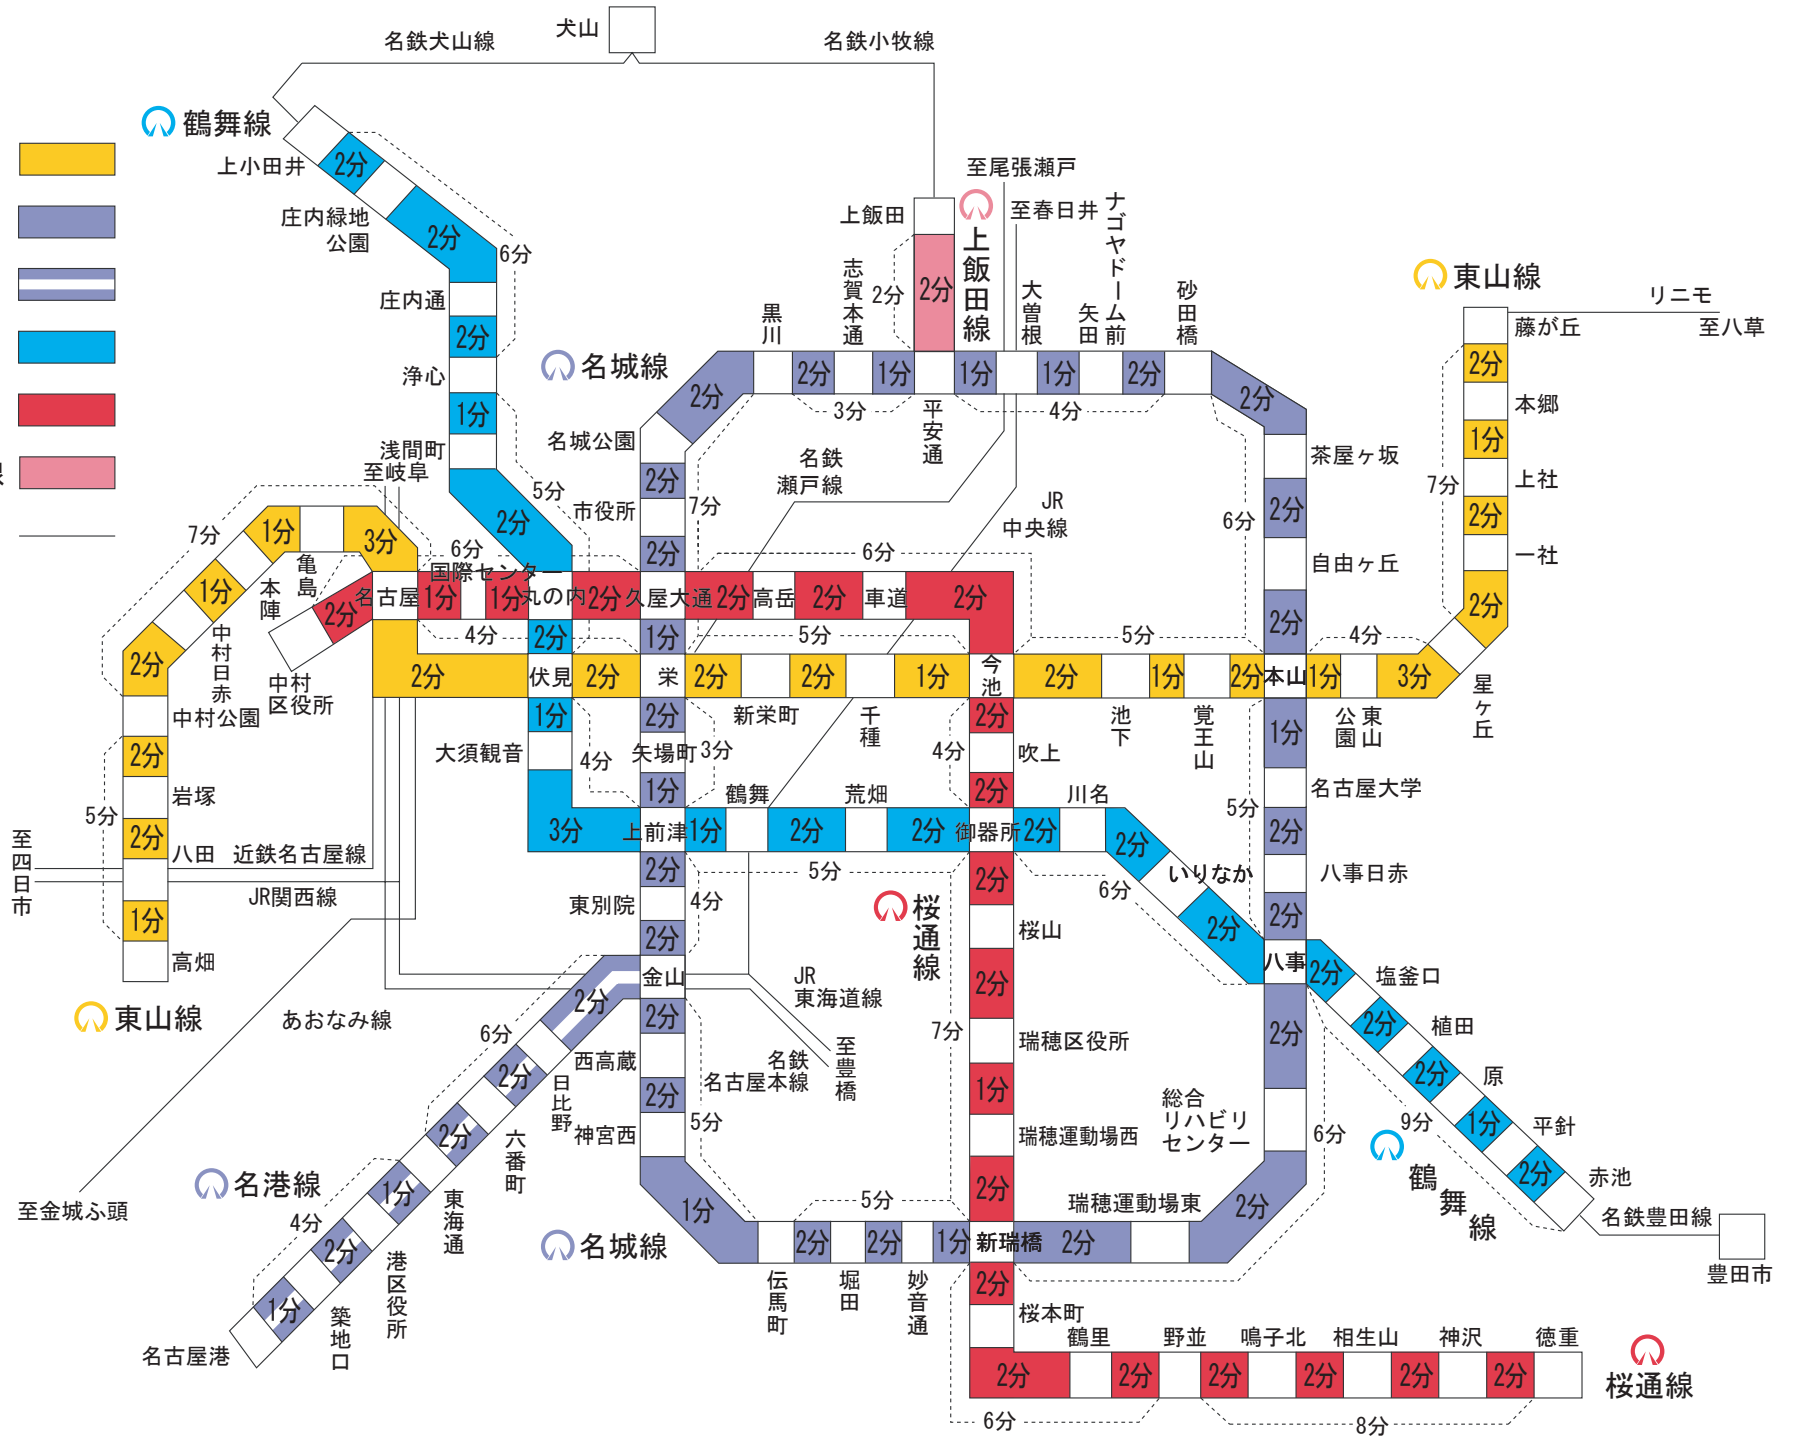 犬山
名鉄犬山線
名鉄小牧線
鶴舞線
上小田井
2分
庄内緑地
公園
2分
6分
庄内通
2分
浄心
1分
浅間町
至岐阜
5分
2分
至尾張瀬戸
至春日井
上飯田
上飯田線
2分
2分
ナゴヤドーム前
矢田
大曽根
砂田橋
志賀本通
黒川
名城線
2分
2分
1分
1分
1分
2分
2分
3分
4分
平安通
名城公園
2分
市役所
7分
2分
名鉄
瀬戸線
JR
中央線
茶屋ヶ坂
2分
6分
自由ヶ丘
2分
東山線
リニモ
至八草
藤が丘
2分
本郷
1分
7分
上社
2分
一社
2分
星ヶ丘
7分
1分
3分
亀島
本陣
1分
中村日赤
2分
中村公園
2分
5分
岩塚
2分
八田
近鉄名古屋線
至四日市
JR関西線
1分
高畑
東山線
あおなみ線
至金城ふ頭
6分
国際センター
名古屋
1分
1分
丸の内
2分
久屋大通
2分
高岳
2分
車道
2分
6分
2分
中村
区役所
4分
2分
1分
5分
5分
4分
2分
伏見
2分
栄
2分
2分
1分
今池
2分
1分
2分
本山
1分
3分
新栄町
千種
池下
覚王山
東山
公園
1分
大須観音
4分
2分
矢場町
3分
1分
2分
4分
吹上
2分
1分
名古屋大学
5分
2分
八事日赤
2分
3分
上前津
1分
鶴舞
2分
荒畑
2分
御器所
2分
川名
2分
いりなか
2分
5分
6分
八事
2分
塩釜口
2分
植田
2分
原
1分
平針
2分
赤池
9分
鶴舞線
名鉄豊田線
豊田市
2分
東別院
4分
2分
金山
2分
西高蔵
2分
神宮西
5分
1分
JR
東海道線
名鉄
名古屋本線
至豊橋
桜通線
2分
桜山
2分
7分
瑞穂区役所
1分
瑞穂運動場西
2分
2分
総合
リハビリ
センター
6分
2分
瑞穂運動場東
6分
2分
2分
日比野
2分
六番町
名港線
1分
東海通
4分
2分
港区役所
1分
築地口
名古屋港
名城線
5分
2分
2分
1分
新瑞橋
2分
伝馬町
堀田
妙音通
2分
桜本町
鶴里
野並
鳴子北
相生山
神沢
徳重
2分
2分
2分
2分
2分
2分
6分
8分
桜通線